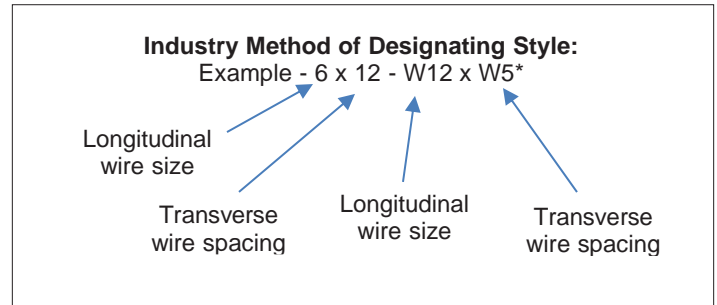 Industry Method of Designating Style:
Example - 6 x 12 - W12 x W5*
Longitudinal
wire size
Transverse
wire spacing
Longitudinal
wire size
Transverse
wire spacing